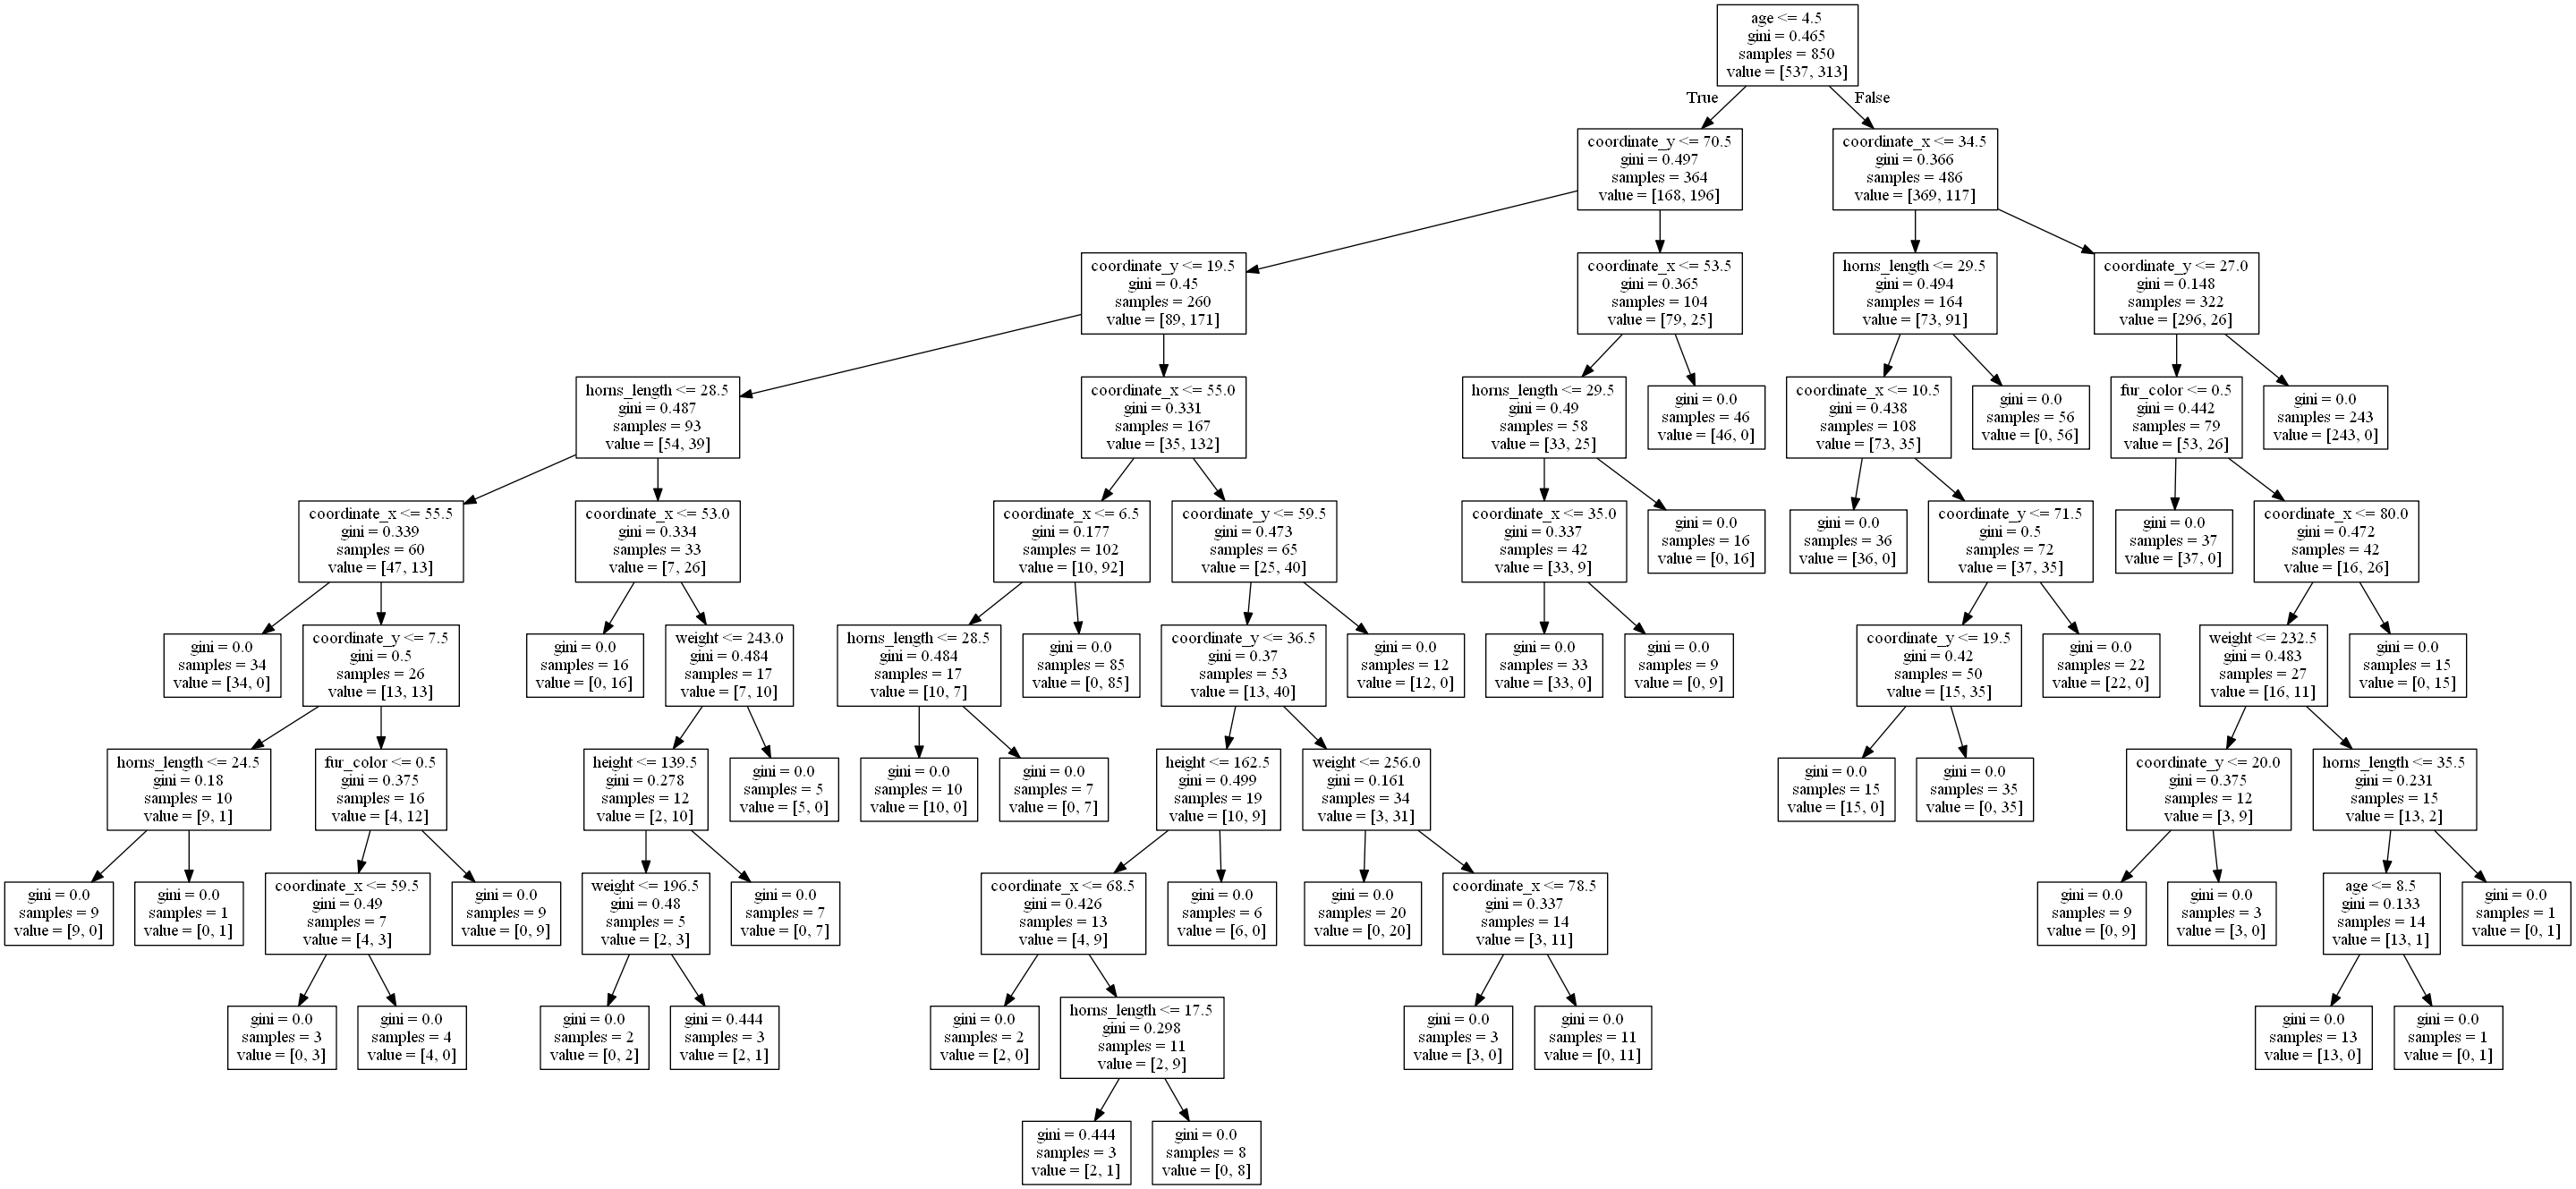 age <= 4.5
gini = 0.465
samples = 850
value = [537, 313]
True
False
coordinate_y <= 70.5
gini = 0.497
samples = 364
value = [168, 196]
coordinate_x <= 34.5
gini = 0.366
samples = 486
value = [369, 117]
coordinate_y <= 19.5
gini = 0.45
samples = 260
value = [89, 171]
coordinate_x <= 53.5
gini = 0.365
samples = 104
value = [79, 25]
horns_length <= 29.5
gini = 0.494
samples = 164
value = [73, 91]
coordinate_y <= 27.0
gini = 0.148
samples = 322
value = [296, 26]
horns_length <= 28.5
gini = 0.487
samples = 93
value = [54, 39]
coordinate_x <= 55.0
gini = 0.331
samples = 167
value = [35, 132]
horns_length <= 29.5
gini = 0.49
samples = 58
value = [33, 25]
gini = 0.0
samples = 46
value = [46, 0]
coordinate_x <= 10.5
gini = 0.438
samples = 108
value = [73, 35]
gini = 0.0
samples = 56
value = [0, 56]
fur_color <= 0.5
gini = 0.442
samples = 79
value = [53, 26]
gini = 0.0
samples = 243
value = [243, 0]
coordinate_x <= 55.5
gini = 0.339
samples = 60
value = [47, 13]
coordinate_x <= 53.0
gini = 0.334
samples = 33
value = [7, 26]
coordinate_x <= 6.5
gini = 0.177
samples = 102
value = [10, 92]
coordinate_y <= 59.5
gini = 0.473
samples = 65
value = [25, 40]
coordinate_x <= 35.0
gini = 0.337
samples = 42
value = [33, 9]
gini = 0.0
samples = 16
value = [0, 16]
gini = 0.0
samples = 36
value = [36, 0]
coordinate_y <= 71.5
gini = 0.5
samples = 72
value = [37, 35]
gini = 0.0
samples = 37
value = [37, 0]
coordinate_x <= 80.0
gini = 0.472
samples = 42
value = [16, 26]
gini = 0.0
samples = 34
value = [34, 0]
coordinate_y <= 7.5
gini = 0.5
samples = 26
value = [13, 13]
gini = 0.0
samples = 16
value = [0, 16]
weight <= 243.0
gini = 0.484
samples = 17
value = [7, 10]
horns_length <= 28.5
gini = 0.484
samples = 17
value = [10, 7]
gini = 0.0
samples = 85
value = [0, 85]
coordinate_y <= 36.5
gini = 0.37
samples = 53
value = [13, 40]
gini = 0.0
samples = 12
value = [12, 0]
gini = 0.0
samples = 33
value = [33, 0]
gini = 0.0
samples = 9
value = [0, 9]
coordinate_y <= 19.5
gini = 0.42
samples = 50
value = [15, 35]
gini = 0.0
samples = 22
value = [22, 0]
weight <= 232.5
gini = 0.483
samples = 27
value = [16, 11]
gini = 0.0
samples = 15
value = [0, 15]
horns_length <= 24.5
gini = 0.18
samples = 10
value = [9, 1]
fur_color <= 0.5
gini = 0.375
samples = 16
value = [4, 12]
height <= 139.5
gini = 0.278
samples = 12
value = [2, 10]
gini = 0.0
samples = 5
value = [5, 0]
gini = 0.0
samples = 10
value = [10, 0]
gini = 0.0
samples = 7
value = [0, 7]
height <= 162.5
gini = 0.499
samples = 19
value = [10, 9]
weight <= 256.0
gini = 0.161
samples = 34
value = [3, 31]
gini = 0.0
samples = 15
value = [15, 0]
gini = 0.0
samples = 35
value = [0, 35]
coordinate_y <= 20.0
gini = 0.375
samples = 12
value = [3, 9]
horns_length <= 35.5
gini = 0.231
samples = 15
value = [13, 2]
gini = 0.0
samples = 9
value = [9, 0]
gini = 0.0
samples = 1
value = [0, 1]
coordinate_x <= 59.5
gini = 0.49
samples = 7
value = [4, 3]
gini = 0.0
samples = 9
value = [0, 9]
weight <= 196.5
gini = 0.48
samples = 5
value = [2, 3]
gini = 0.0
samples = 7
value = [0, 7]
coordinate_x <= 68.5
gini = 0.426
samples = 13
value = [4, 9]
gini = 0.0
samples = 6
value = [6, 0]
gini = 0.0
samples = 20
value = [0, 20]
coordinate_x <= 78.5
gini = 0.337
samples = 14
value = [3, 11]
gini = 0.0
samples = 9
value = [0, 9]
gini = 0.0
samples = 3
value = [3, 0]
age <= 8.5
gini = 0.133
samples = 14
value = [13, 1]
gini = 0.0
samples = 1
value = [0, 1]
gini = 0.0
samples = 3
value = [0, 3]
gini = 0.0
samples = 4
value = [4, 0]
gini = 0.0
samples = 2
value = [0, 2]
gini = 0.444
samples = 3
value = [2, 1]
gini = 0.0
samples = 2
value = [2, 0]
horns_length <= 17.5
gini = 0.298
samples = 11
value = [2, 9]
gini = 0.0
samples = 3
value = [3, 0]
gini = 0.0
samples = 11
value = [0, 11]
gini = 0.0
samples = 13
value = [13, 0]
gini = 0.0
samples = 1
value = [0, 1]
gini = 0.444
samples = 3
value = [2, 1]
gini = 0.0
samples = 8
value = [0, 8]